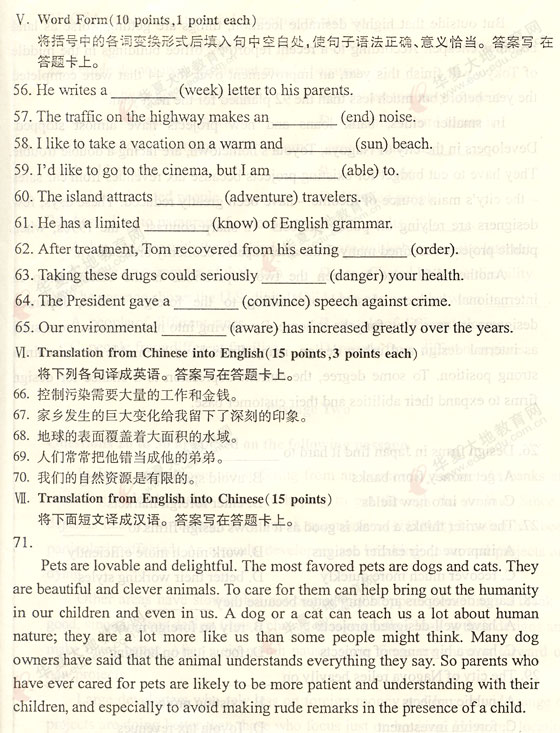 Ⅴ. Word Form(10 points,1 point each)
将括号中的各词变换形式后填入句中空白处,使句子语法正确、意义恰当。答案写在
答题卡上。
56. He writes a ________ (week) letter to his parents.
57. The traffic on the highway makes an ________ (end) noise.
58. I like to take a vacation on a warm and ________ (sun) beach.
59. I'd like to go to the cinema, but I am ________ (able) to.
60. The island attracts ________ (adventure) travelers.
61. He has a limited ________ (know) of English grammar.
62. After treatment, Tom recovered from his eating ________ (order).
63. Taking these drugs could seriously ________ (danger) your health.
64. The President gave a ________ (convince) speech against crime.
65. Our environmental ________ (aware) has increased greatly over the years.
Ⅵ. Translation from Chinese into English(15 points,3 points each)
将下列各句译成英语。答案写在答题卡上。
66. 控制污染需要大量的工作和金钱。
67. 家乡发生的巨大变化给我留下了深刻的印象。
68. 地球的表面覆盖着大面积的水域。
69. 人们常常把他错当成他的弟弟。
70. 我们的自然资源是有限的。
Ⅶ. Translation from English into Chinese(15 points)
将下面短文译成汉语。答案写在答题卡上。
71.
Pets are lovable and delightful. The most favored pets are dogs and cats. They
are beautiful and clever animals. To care for them can help bring out the humanity
in our children and even in us. A dog or a cat can teach us a lot about human
nature; they are a lot more like us than some people might think. Many dog
owners have said that the animal understands everything they say. So parents who
have ever cared for pets are likely to be more patient and understanding with their
children, and especially to avoid making rude remarks in the presence of a child.